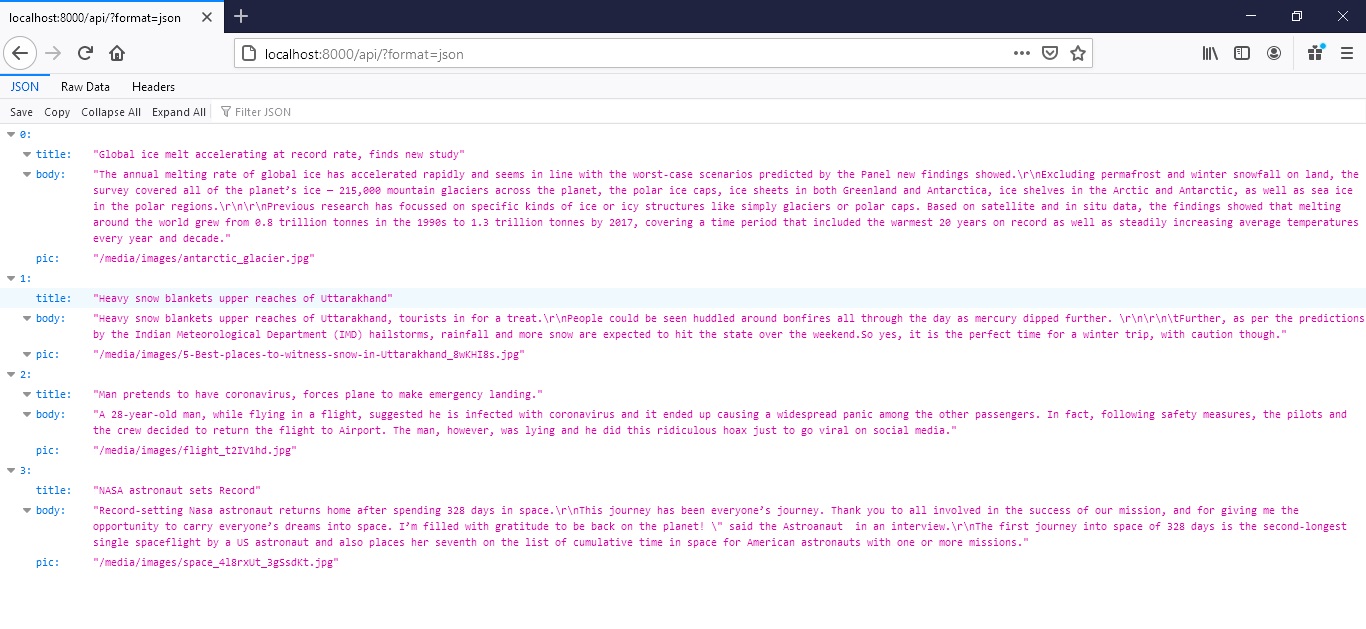 localhost:8000/api/?format=json
localhost:8000/api/?format=json
JSON Raw Data Headers
Save Copy Collapse All Expand All Filter JSON
0:
title: "Global ice melt accelerating at record rate, finds new study"
body: "The annual melting rate of global ice has accelerated rapidly and seems in line with the worst-case scenarios predicted by the Panel new findings showed.\r\nExcluding permafrost and winter snowfall on land, the
survey covered all of the planet’s ice — 215,000 mountain glaciers across the planet, the polar ice caps, ice sheets in both Greenland and Antarctica, ice shelves in the Arctic and Antarctic, as well as sea ice
in the polar regions.\r\n\r\nPrevious research has focussed on specific kinds of ice or icy structures like simply glaciers or polar caps. Based on satellite and in situ data, the findings showed that melting
around the world grew from 0.8 trillion tonnes in the 1990s to 1.3 trillion tonnes by 2017, covering a time period that included the warmest 20 years on record as well as steadily increasing average temperatures
every year and decade."
pic: "/media/images/antarctic_glacier.jpg"
1:
title: "Heavy snow blankets upper reaches of Uttarakhand"
body: "Heavy snow blankets upper reaches of Uttarakhand, tourists in for a treat.\r\nPeople could be seen huddled around bonfires all through the day as mercury dipped further. \r\n\r\n\tFurther, as per the predictions
by the Indian Meteorological Department (IMD) hailstorms, rainfall and more snow are expected to hit the state over the weekend.So yes, it is the perfect time for a winter trip, with caution though."
pic: "/media/images/5-Best-places-to-witness-snow-in-Uttarakhand_8wKHI8s.jpg"
2:
title: "Man pretends to have coronavirus, forces plane to make emergency landing."
body: "A 28-year-old man, while flying in a flight, suggested he is infected with coronavirus and it ended up causing a widespread panic among the other passengers. In fact, following safety measures, the pilots and
the crew decided to return the flight to Airport. The man, however, was lying and he did this ridiculous hoax just to go viral on social media."
pic: "/media/images/flight_t2IV1hd.jpg"
3:
title: "NASA astronaut sets Record"
body: "Record-setting Nasa astronaut returns home after spending 328 days in space.\r\nThis journey has been everyone’s journey. Thank you to all involved in the success of our mission, and for giving me the
opportunity to carry everyone’s dreams into space. I’m filled with gratitude to be back on the planet! \" said the Astroanaut  in an interview.\r\nThe first journey into space of 328 days is the second-longest
single spaceflight by a US astronaut and also places her seventh on the list of cumulative time in space for American astronauts with one or more missions."
pic: "/media/images/space_4l8rxUt_3gSsdKt.jpg"